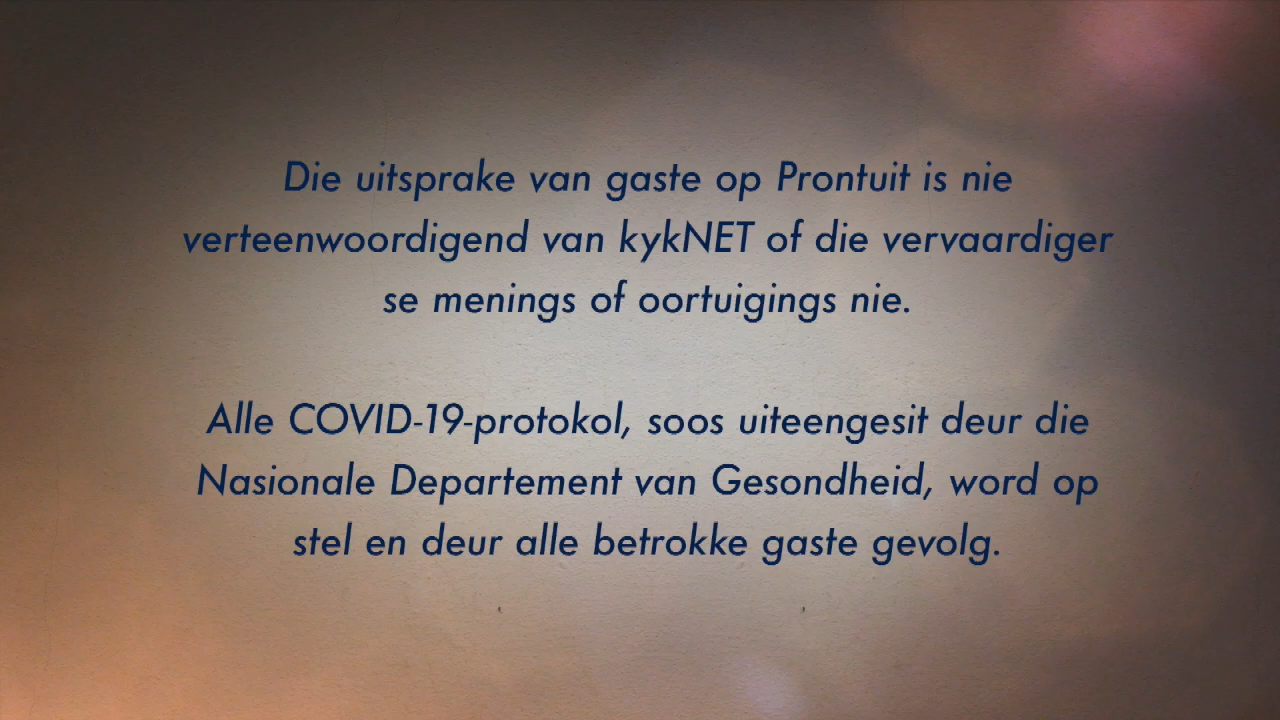 Die uitsprake van gaste op Prontuit is nie
verteenwoordigend van kykNET of die vervaardiger
se menings of oortuigings nie.
Alle COVID-19-protokol, soos uiteengesit deur die
Nasionale Departement van Gesondheid, word op
stel en deur alle betrokke gaste gevolg.